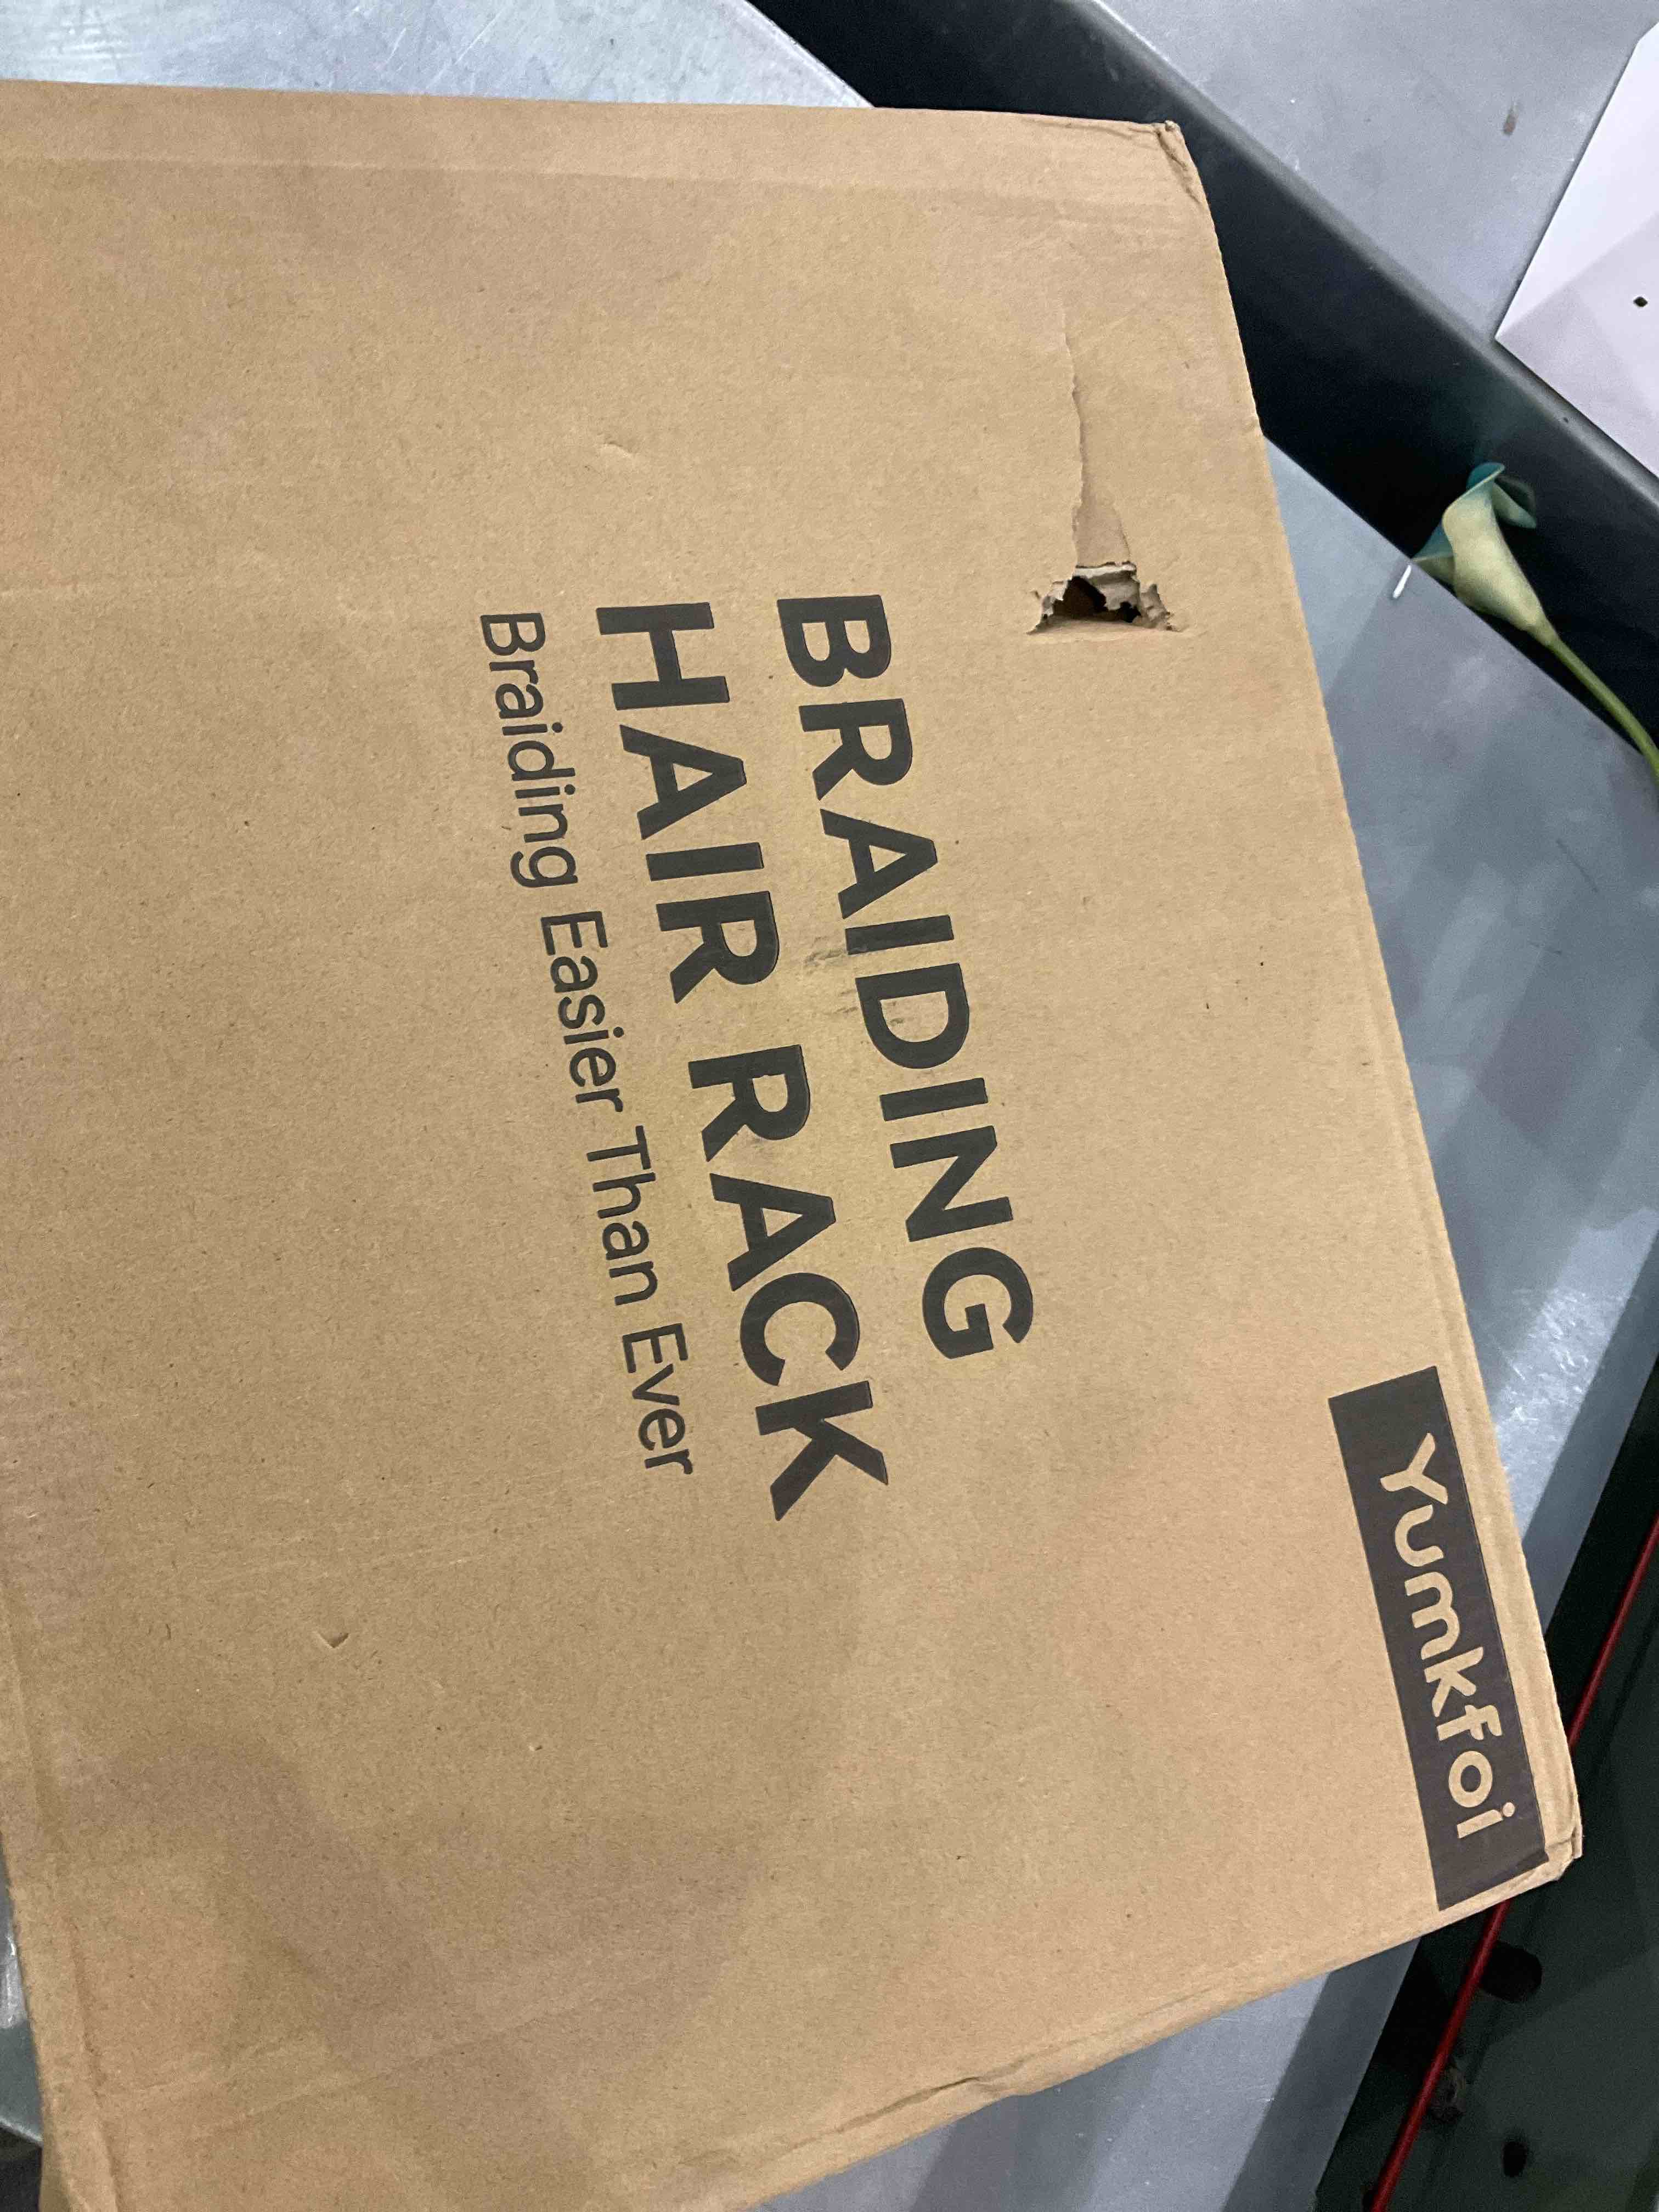 Yumkfoi
BRAIDING
HAIR RACK
Braiding Easier Than Ever